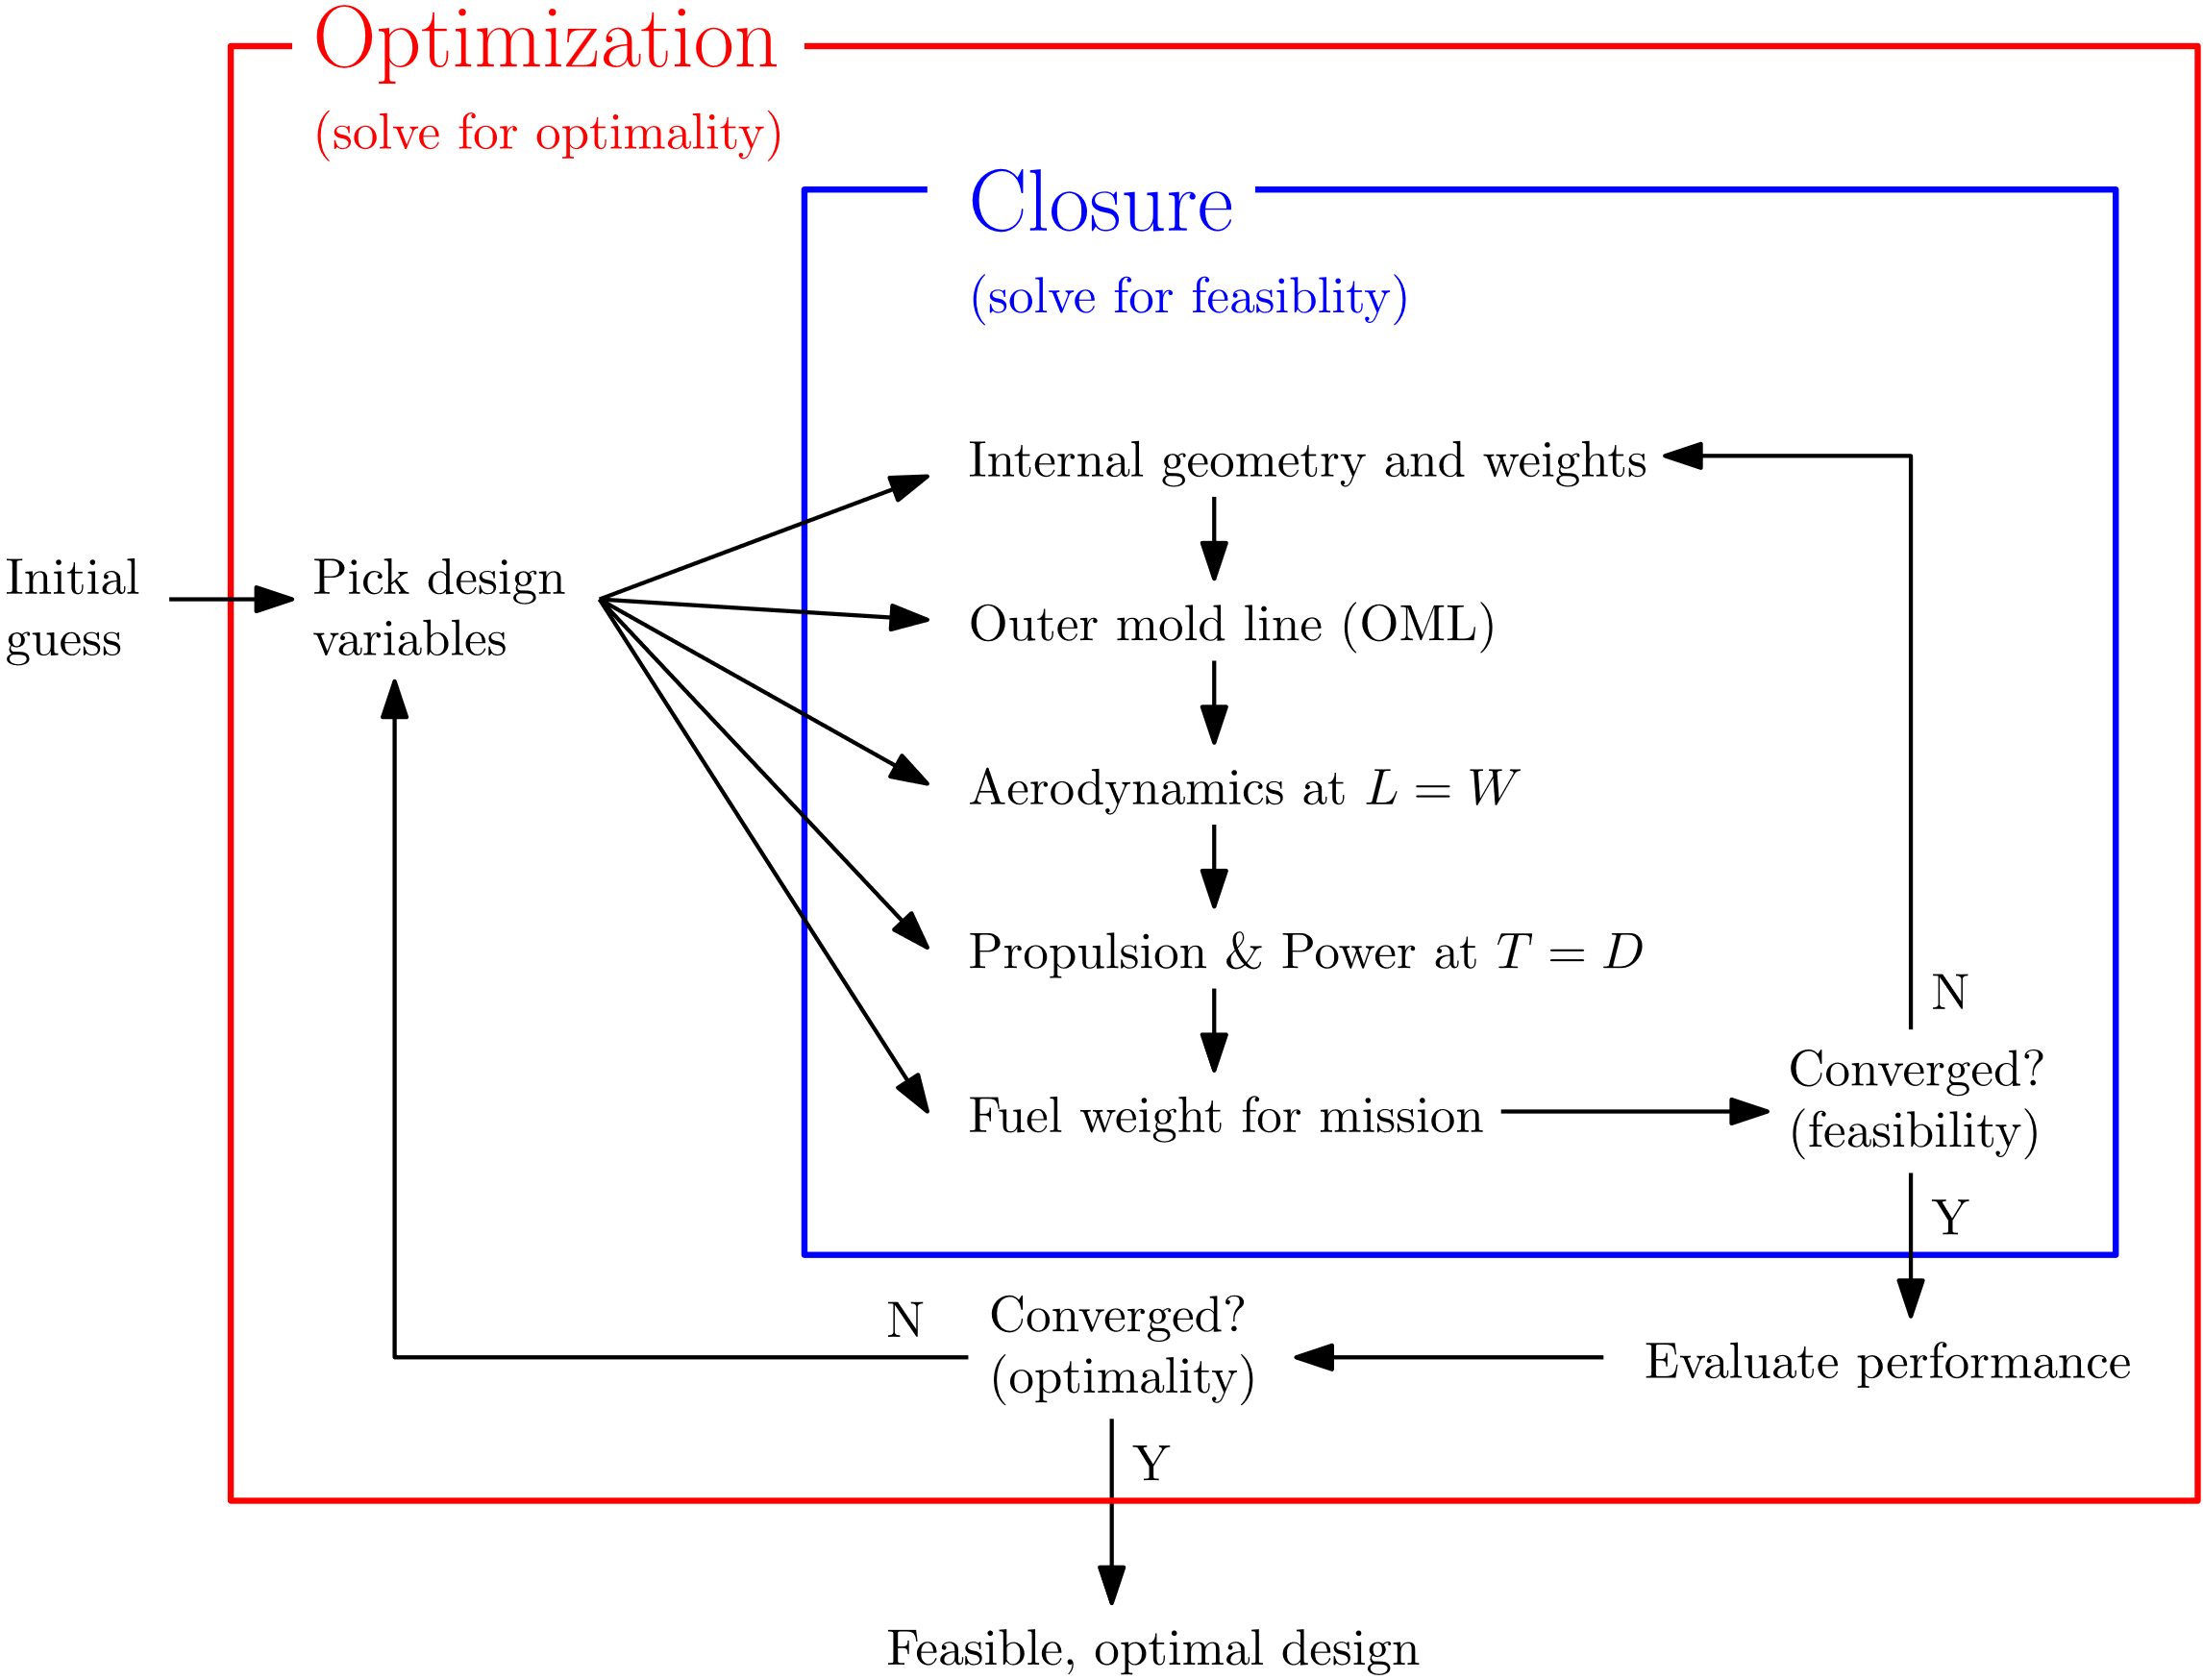 Optimization
(solve for optimality)
Closure
(solve for feasiblity)
Initial
guess
Pick design
variables
Internal geometry and weights
Outer mold line (OML)
Aerodynamics at L = W
Propulsion & Power at T = D
Fuel weight for mission
N
Converged?
(feasibility)
Y
Evaluate performance
Converged?
(optimality)
N
Y
Feasible, optimal design